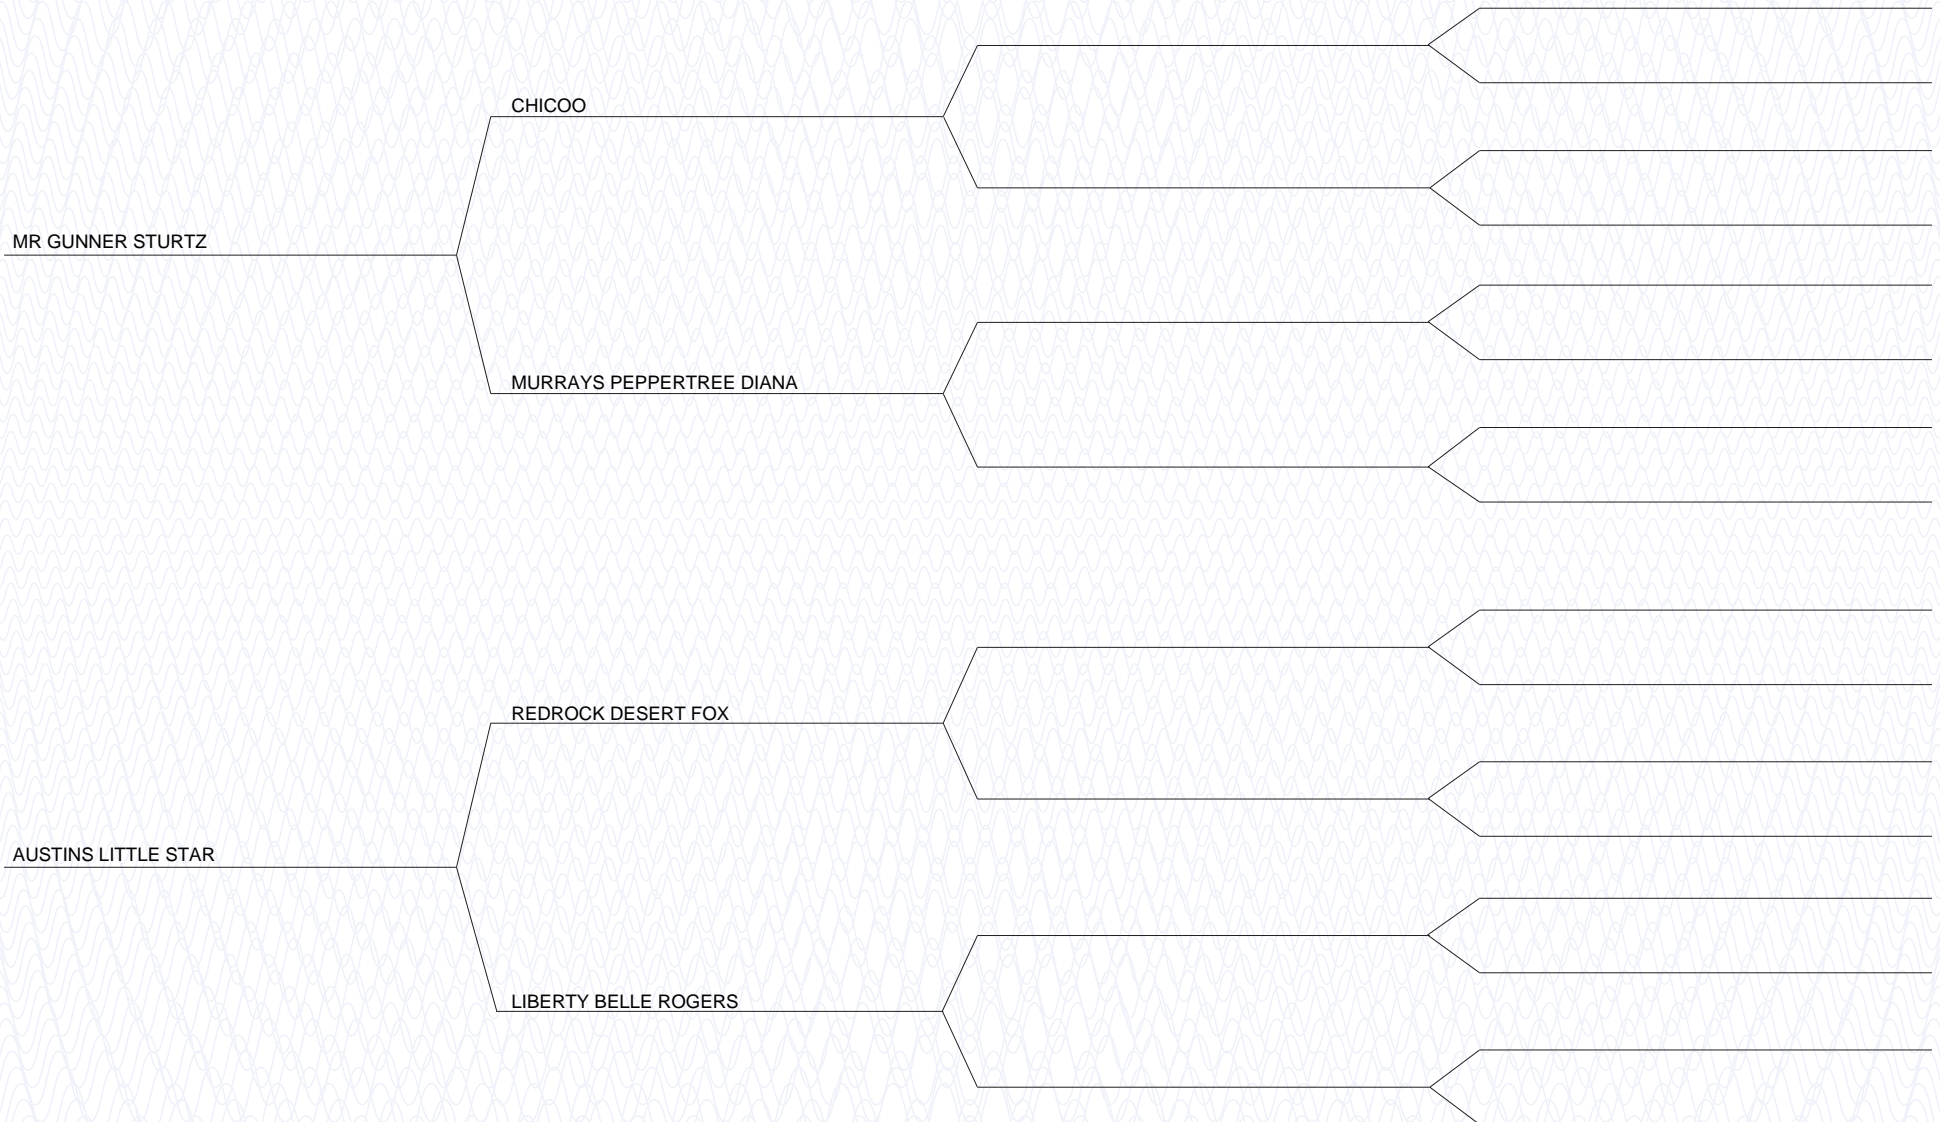 CHICOO
MR GUNNER STURTZ
MURRAYS PEPPERTREE DIANA
REDROCK DESERT FOX
AUSTINS LITTLE STAR
LIBERTY BELLE ROGERS